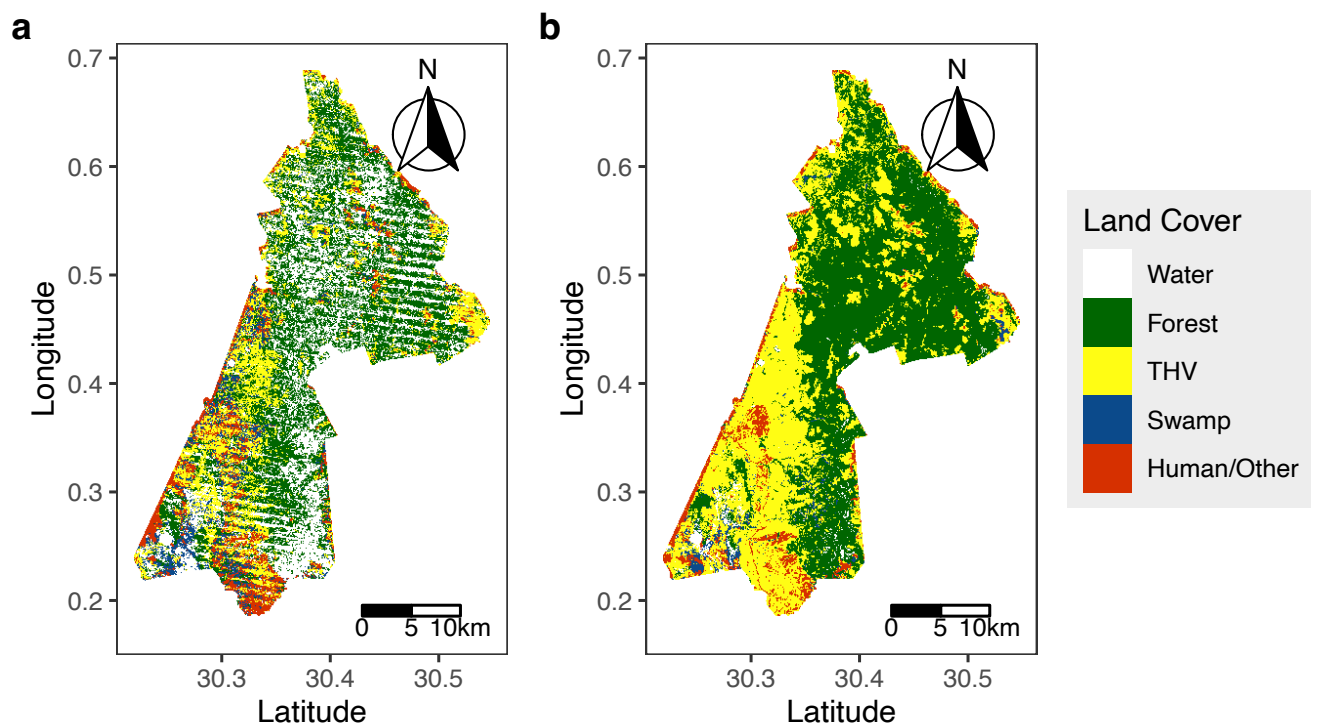 a
b
N
N
0.7
0.6
0.5
0.4
0.3
0.2
Longitude
0 5 10km
30.3 30.4 30.5
Latitude
0.7
0.6
0.5
0.4
0.3
0.2
Longitude
0 5 10km
30.3 30.4 30.5
Latitude
Land Cover
Water
Forest
THV
Swamp
Human/Other